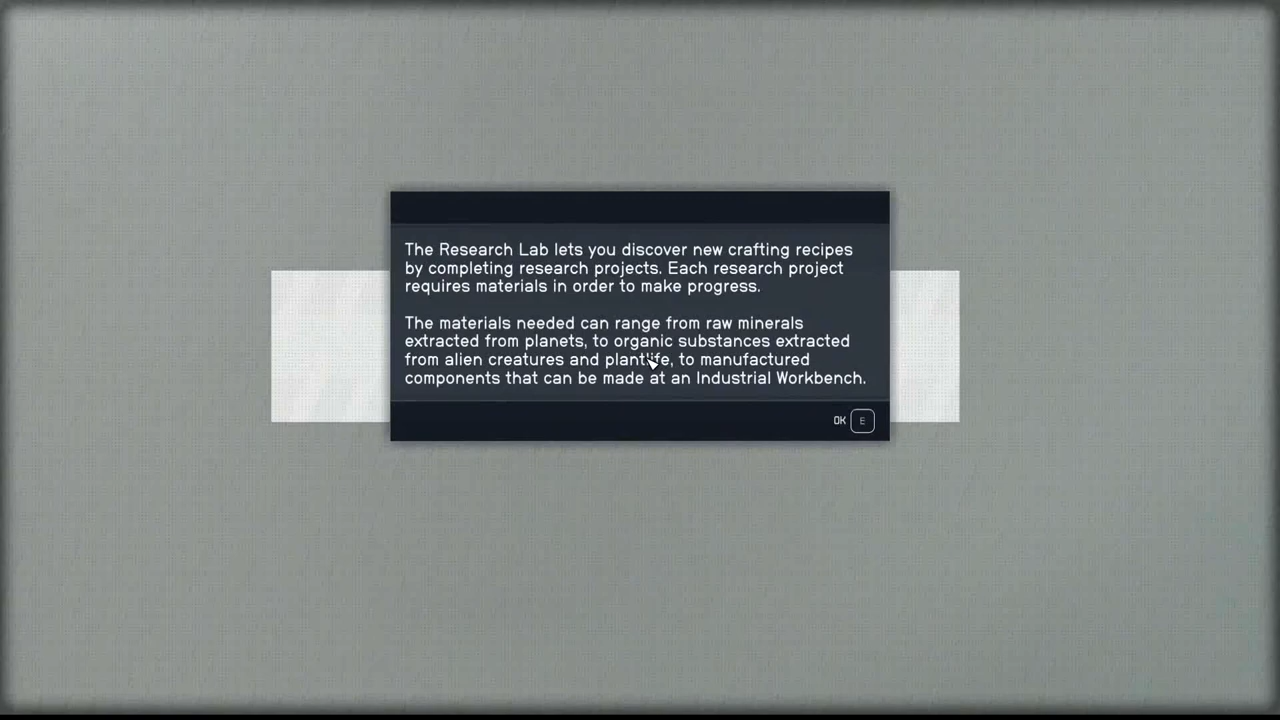 The Research Lab lets you discover new crafting recipes
by completing research projects. Each research project
requires materials in order to make progress.
The materials needed can range from raw minerals
extracted from planets, to organic substances extracted
from alien creatures and plantlife, to manufactured
components that can be made at an Industrial Workbench.
OK E